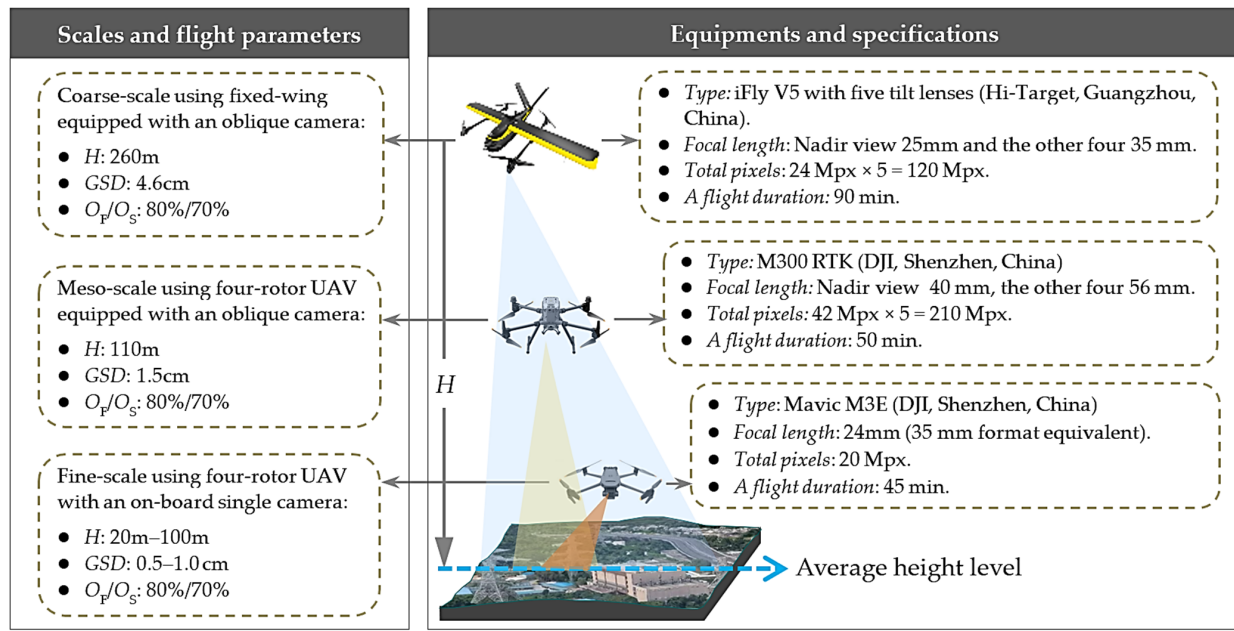 Scales and flight parameters
Coarse-scale using fixed-wing
equipped with an oblique camera:
● H: 260m
● GSD: 4.6cm
● OF/OS: 80%/70%
Meso-scale using four-rotor UAV
equipped with an oblique camera:
● H: 110m
● GSD: 1.5cm
● OF/OS: 80%/70%
Fine-scale using four-rotor UAV
with an on-board single camera:
● H: 20m–100m
● GSD: 0.5–1.0 cm
● OF/OS: 80%/70%
Equipments and specifications
● Type: iFly V5 with five tilt lenses (Hi-Target, Guangzhou,
China).
● Focal length: Nadir view 25mm and the other four 35 mm.
● Total pixels: 24 Mpx × 5 = 120 Mpx.
● A flight duration: 90 min.
● Type: M300 RTK (DJI, Shenzhen, China)
● Focal length: Nadir view 40 mm, the other four 56 mm.
● Total pixels: 42 Mpx × 5 = 210 Mpx.
● A flight duration: 50 min.
H
● Type: Mavic M3E (DJI, Shenzhen, China)
● Focal length: 24mm (35 mm format equivalent).
● Total pixels: 20 Mpx.
● A flight duration: 45 min.
Average height level